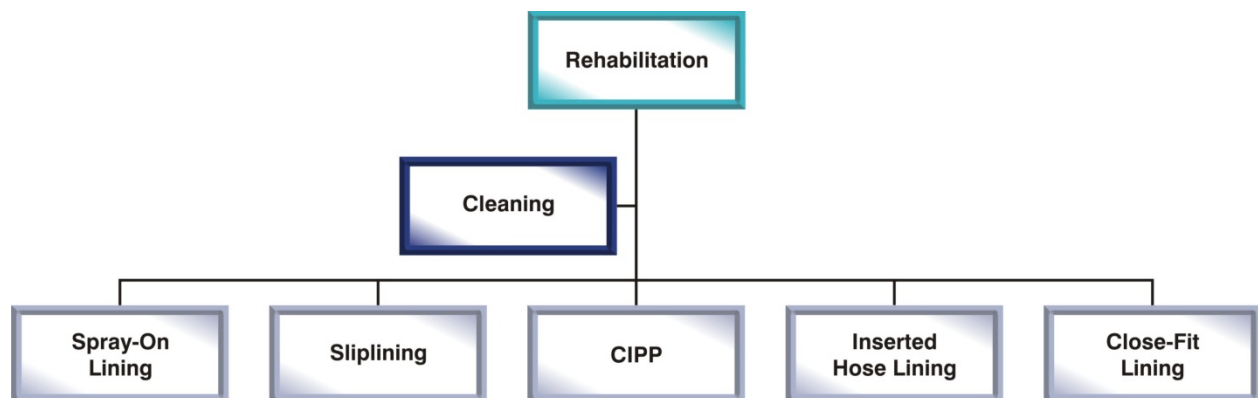 Rehabilitation
Cleaning
Spray-On
Lining
Sliplining
CIPP
Inserted
Hose Lining
Close-Fit
Lining